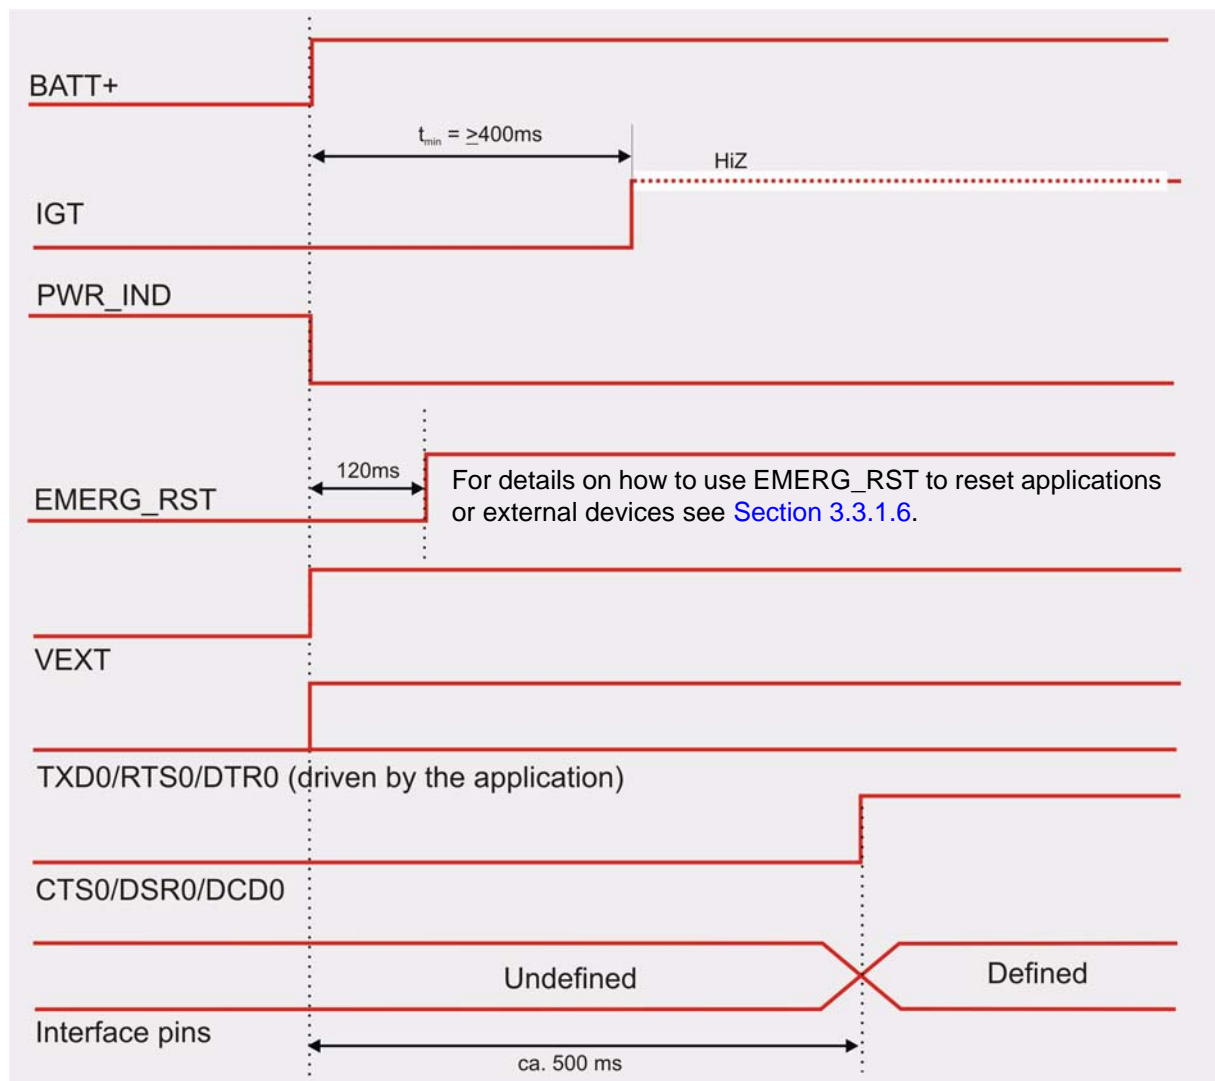 BATT+
tmin = ≥400ms
HiZ
IGT
PWR_IND
120ms
For details on how to use EMERG_RST to reset applications
or external devices see Section 3.3.1.6.
EMERG_RST
VEXT
TXD0/RTS0/DTR0 (driven by the application)
CTS0/DSR0/DCD0
Undefined
Defined
Interface pins
ca. 500 ms